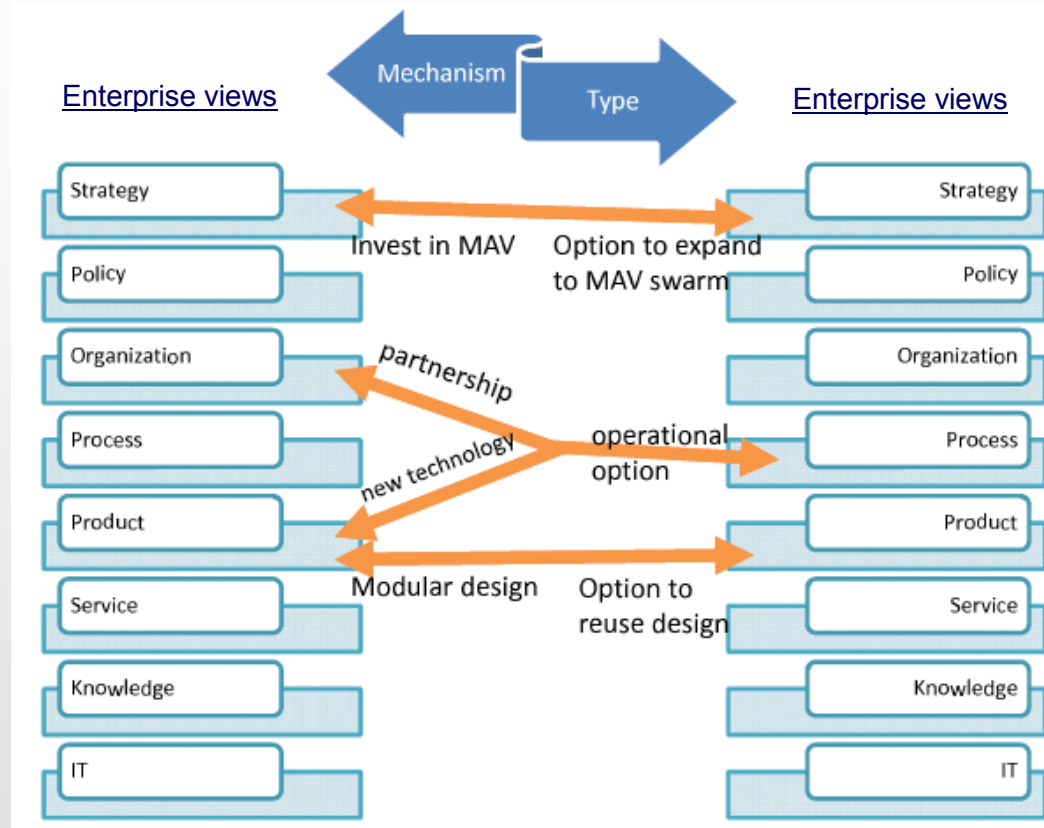 Mechanism
Type
Enterprise views
Enterprise views
Strategy
Strategy
Invest in MAV
Option to expand
to MAV swarm
Policy
Policy
Organization
Organization
partnership
Process
Process
new technology
operational
option
Product
Product
Modular design
Option to
reuse design
Service
Service
Knowledge
Knowledge
IT
IT